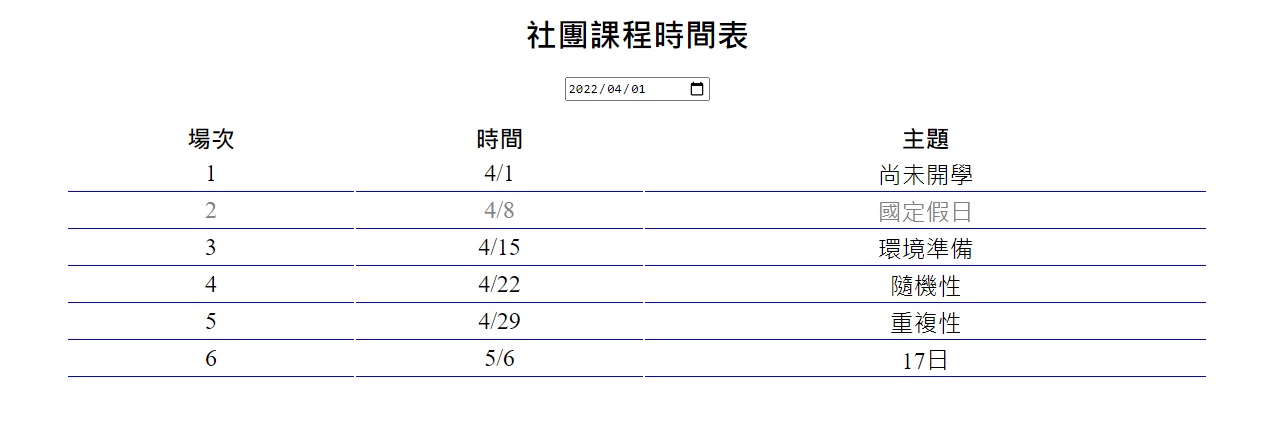 社團課程時間表
2022/04/01
場次 時間 主題
1 4/1 尚未開學
2 4/8 國定假日
3 4/15 環境準備
4 4/22 隨機性
5 4/29 重複性
6 5/6 17日